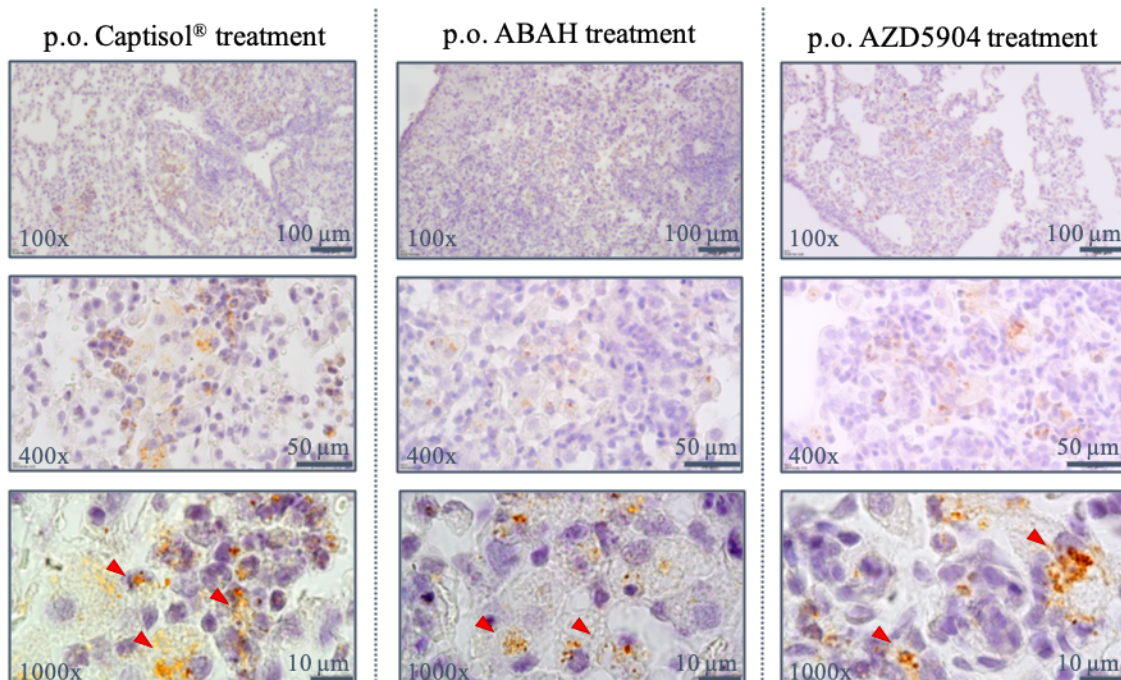 p.o. Captisol® treatment
p.o. ABAH treatment
p.o. AZD5904 treatment
100x
100 µm
100x
100 µm
100x
100 µm
400x
50 µm
400x
50 µm
400x
50 µm
1000x
10 µm
1000x
10 µm
1000x
10 µm